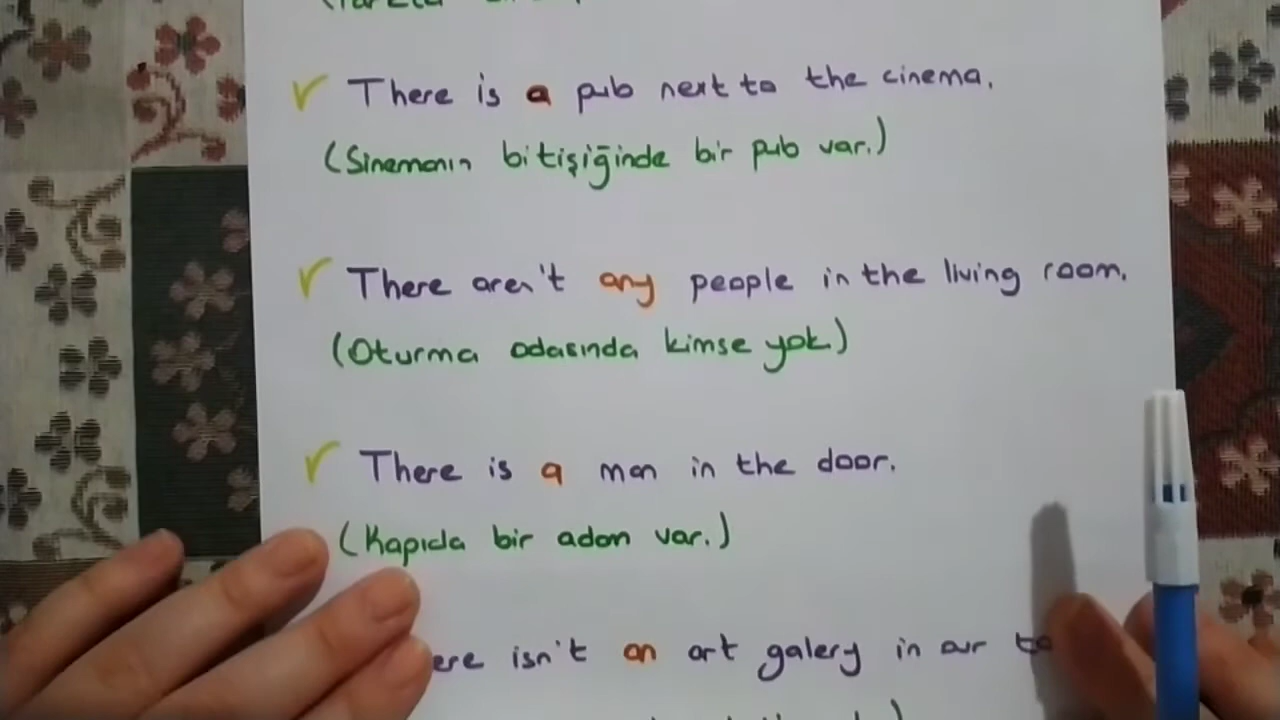 There is a pub next to the cinema.
(Sinemanın bitişiğinde bir pub var.)
There aren't any people in the living room.
(Oturma odasında kimse yok)
There is a man in the door.
(Kapıda bir adam var.)
isn't an art galery in our